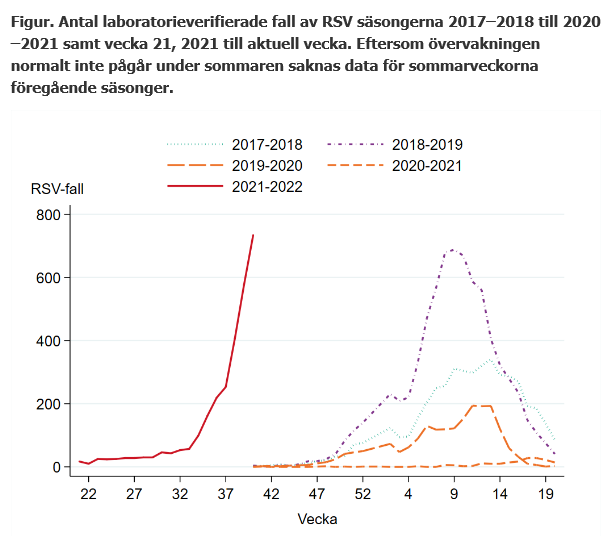 Figur. Antal laboratorieverifierade fall av RSV säsongerna 2017–2018 till 2020
–2021 samt vecka 21, 2021 till aktuell vecka. Eftersom övervakningen
normalt inte pågår under sommaren saknas data för sommarveckorna
föregående säsonger.
2017-2018 2018-2019
2019-2020 2020-2021
2021-2022
RSV-fall
800
600
400
200
0
22 27 32 37 42 47 52 4 9 14 19
Vecka